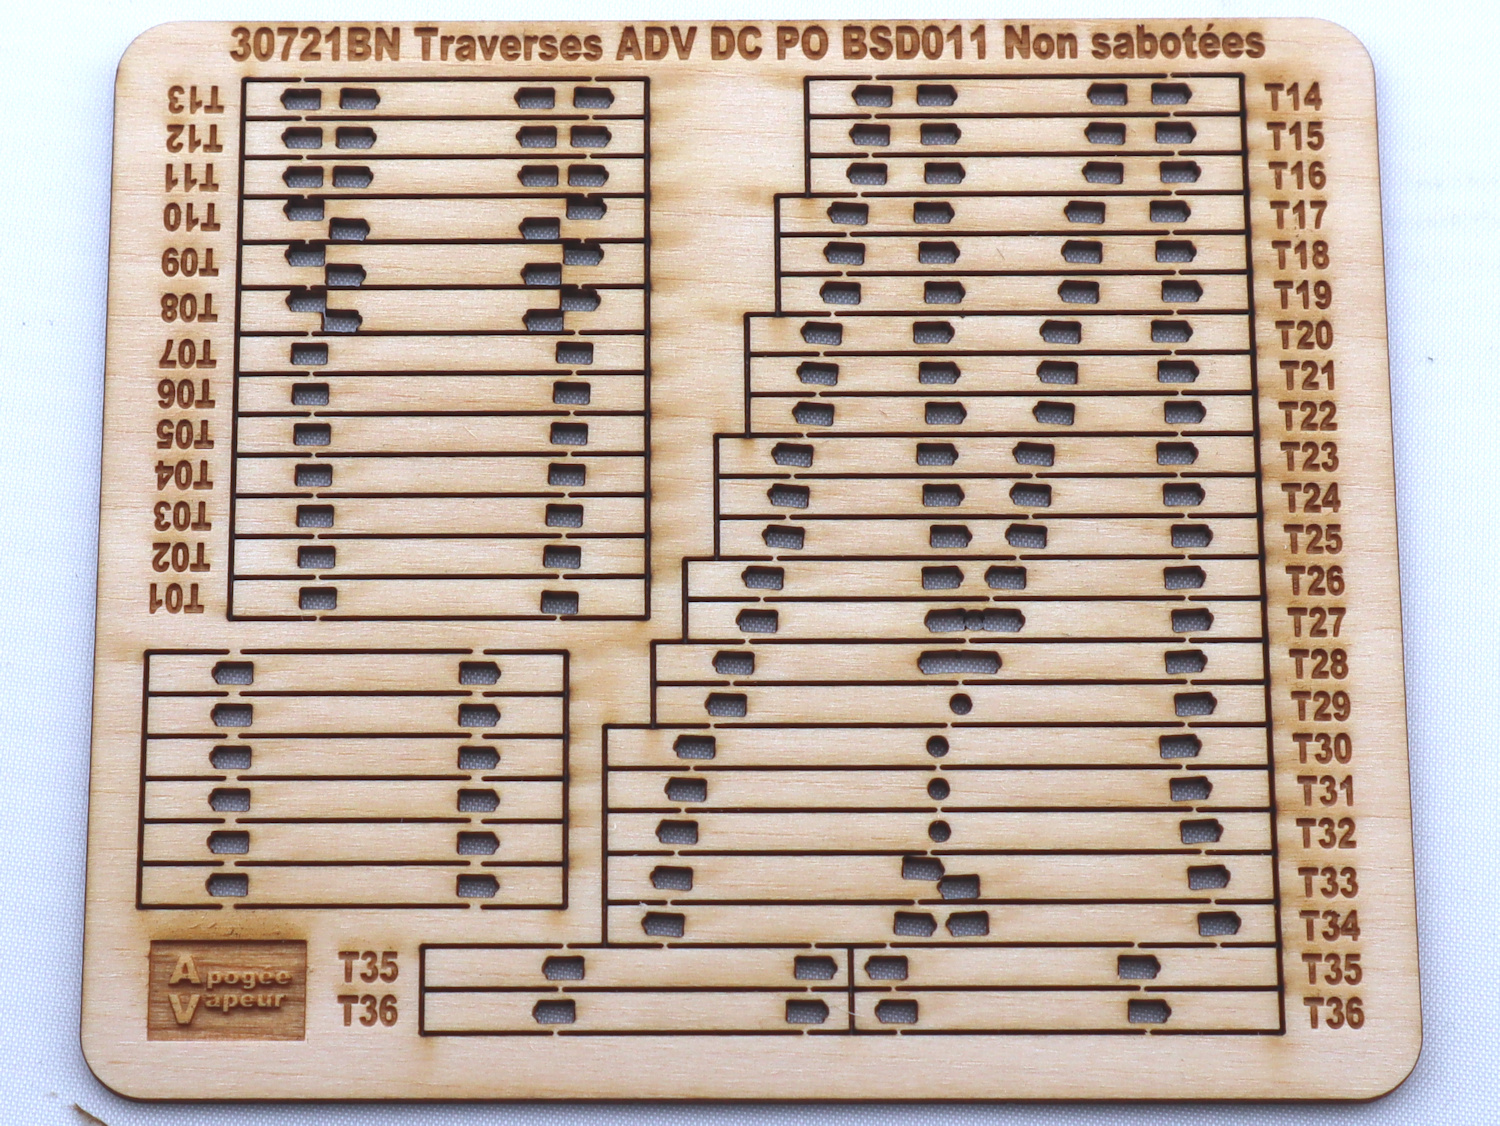 30721BN Traverses ADV DC PO BSD011 Non sabotées
T13
T12
T11
T10
T09
T08
T07
T06
T05
T04
T03
T02
T01
T14
T15
T16
T17
T18
T19
T20
T21
T22
T23
T24
T25
T26
T27
T28
T29
T30
T31
T32
T33
T34
T35
T36
T35
T36
Apogée
Vapeur